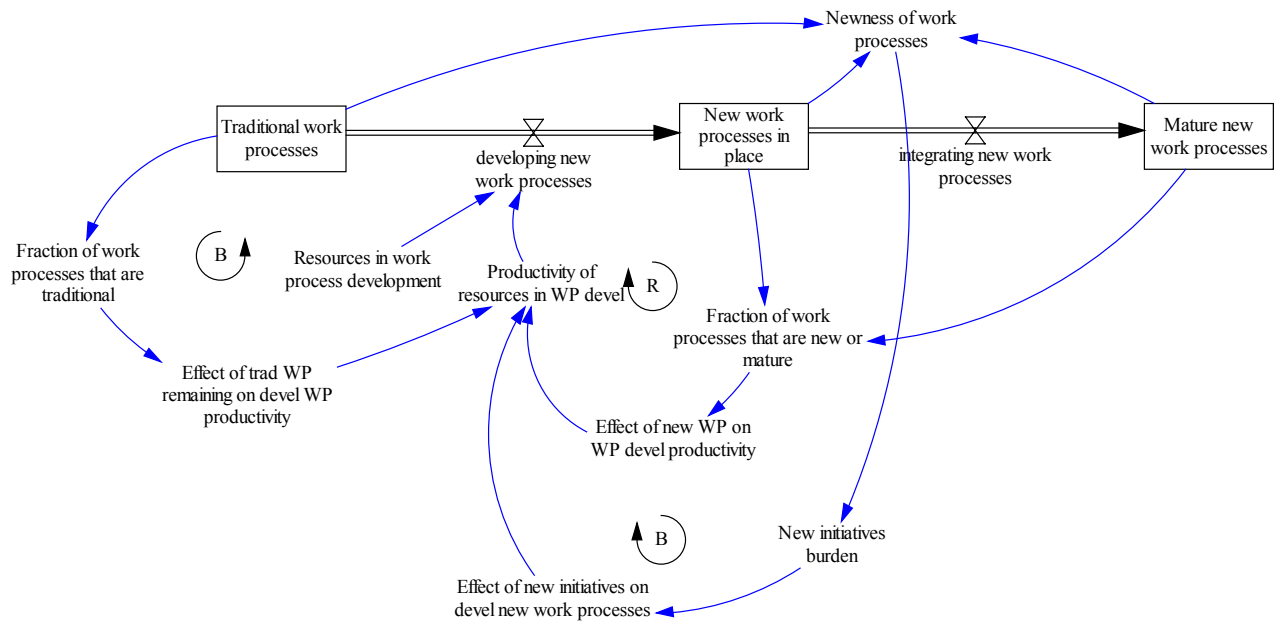 Newness of work
processes
Traditional work
processes
developing new
work processes
New work
processes in
place
integrating new work
processes
Mature new
work processes
Fraction of work
processes that are
traditional
B
Resources in work
process development
Productivity of
resources in WP devel
R
Fraction of work
processes that are new or
mature
Effect of trad WP
remaining on devel WP
productivity
Effect of new WP on
WP devel productivity
B
New initiatives
burden
Effect of new initiatives on
devel new work processes